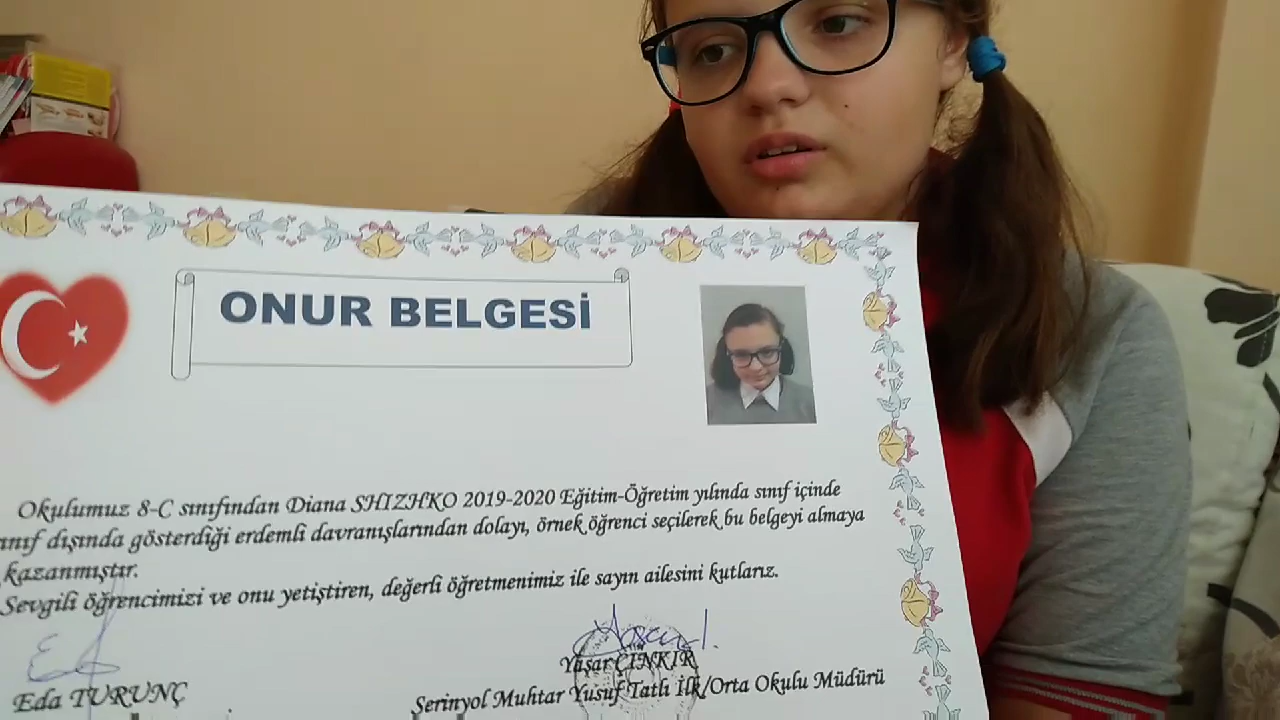 ONUR BELGESİ
Okulumuz 8-C sınıfından Diana SHIZHKO 2019-2020 Eğitim-Öğretim yılında sınıf içinde
sınıf dışında gösterdiği erdemli davranışlarından dolayı, örnek öğrenci seçilerek bu belgeyi almaya
kazanmıştır.
Sevgili öğrencimizi ve onu yetiştiren, değerli öğretmenimiz ile sayın ailesini kutlarız.
Eda TURUNÇ
Yaşar ÇINKIR
Serinyol Muhtar Yusuf Tatlı İlk/Orta Okulu Müdürü